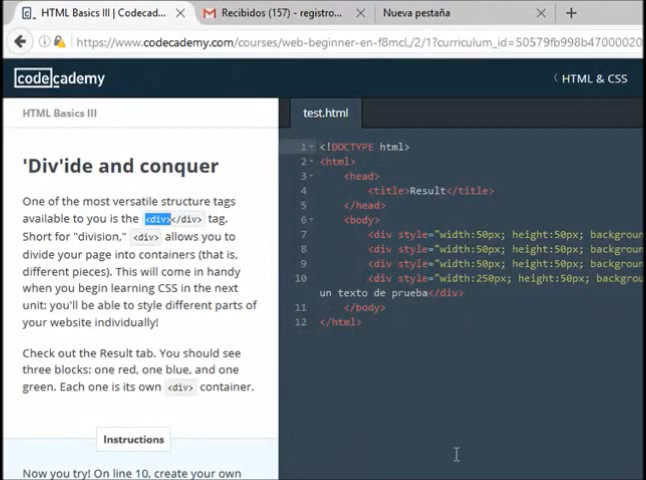 HTML Basics III | Codecad...
Recibidos (157) - registro...
Nueva pestaña
https://www.codecademy.com/courses/web-beginner-en-f8mcL/2/1?curriculum_id=50579fb998b47000020
codecademy
HTML & CSS
HTML Basics III
'Div'ide and conquer
One of the most versatile structure tags
available to you is the <div></div> tag.
Short for "division," <div> allows you to
divide your page into containers (that is,
different pieces). This will come in handy
when you begin learning CSS in the next
unit: you'll be able to style different parts of
your website individually!
Check out the Result tab. You should see
three blocks: one red, one blue, and one
green. Each one is its own <div> container.
Instructions
Now you try! On line 10, create your own
test.html
1 <!DOCTYPE html>
2 <html>
3 <head>
4 <title>Result</title>
5 </head>
6 <body>
7 <div style="width:50px; height:50px; backgroun
8 <div style="width:50px; height:50px; backgroun
9 <div style="width:50px; height:50px; backgroun
10 <div style="width:250px; height:50px; backgrou
un texto de prueba</div>
11 </body>
12 </html>